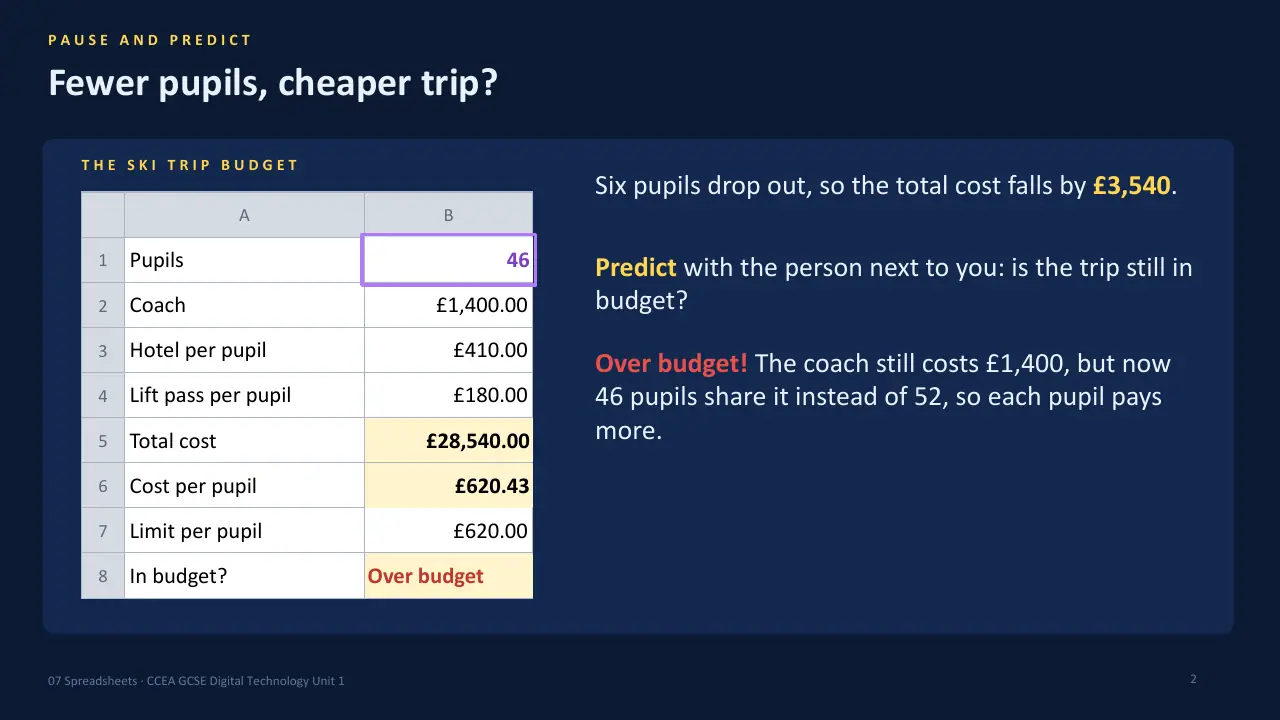 PAUSE AND PREDICT
Fewer pupils, cheaper trip?
THE SKI TRIP BUDGET
A B
1 Pupils 46
2 Coach £1,400.00
3 Hotel per pupil £410.00
4 Lift pass per pupil £180.00
5 Total cost £28,540.00
6 Cost per pupil £620.43
7 Limit per pupil £620.00
8 In budget? Over budget
Six pupils drop out, so the total cost falls by £3,540.
Predict with the person next to you: is the trip still in
budget?
Over budget! The coach still costs £1,400, but now
46 pupils share it instead of 52, so each pupil pays
more.
07 Spreadsheets · CCEA GCSE Digital Technology Unit 1
2